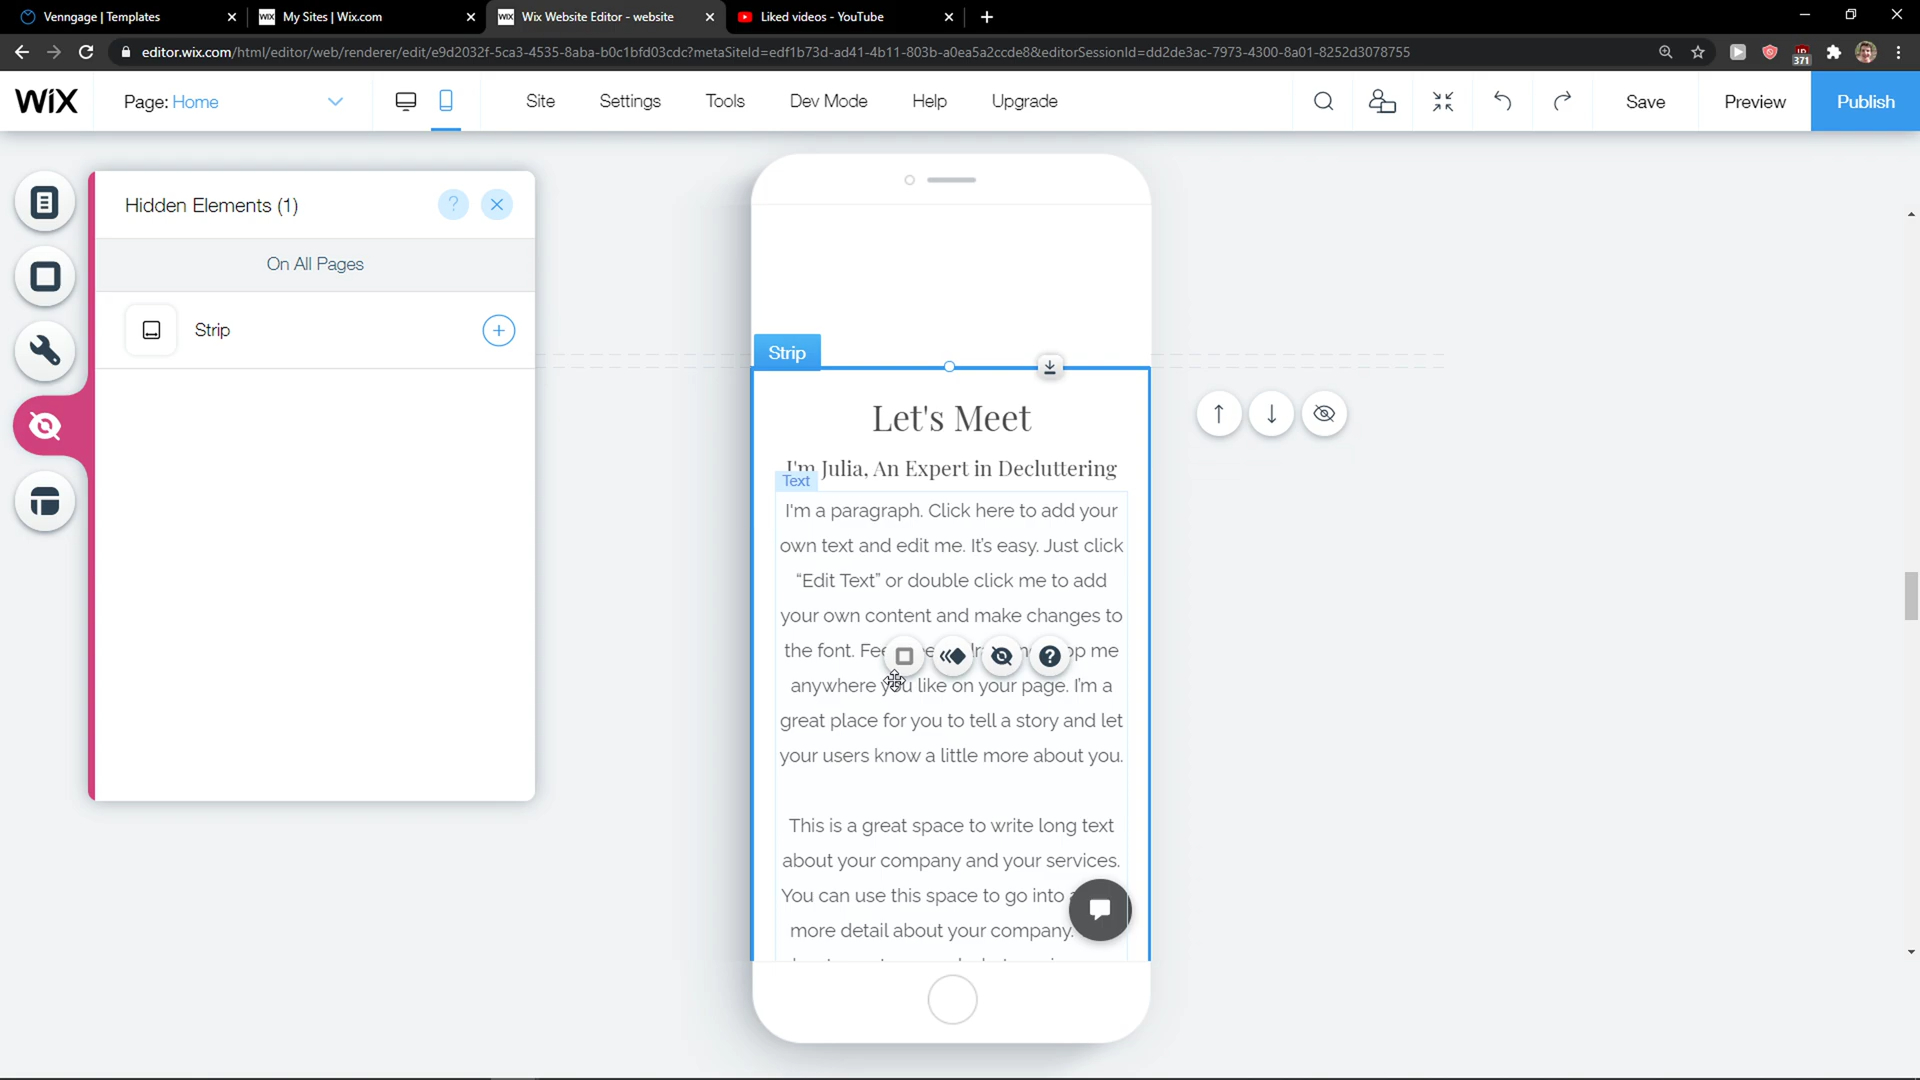 Venngage | Templates
My Sites | Wix.com
Wix Website Editor - website
Liked videos - YouTube
editor.wix.com/html/editor/web/renderer/edit/e9d2032f-5ca3-4535-8aba-b0c1bfd03cdc?metaSiteId=edf1b73d-ad41-4b11-803b-a0ea5a2ccde8&editorSessionId=dd2de3ac-7973-4300-8a01-8252d3078755
371
WiX
Page: Home
Site
Settings
Tools
Dev Mode
Help
Upgrade
Save
Preview
Publish
Hidden Elements (1)
?
On All Pages
Strip
Strip
Let's Meet
I'm Julia, An Expert in Decluttering
Text
I'm a paragraph. Click here to add your
own text and edit me. It's easy. Just click
“Edit Text” or double click me to add
your own content and make changes to
the font. me
anywhere you like on your page. I'm a
great place for you to tell a story and let
your users know a little more about you.
This is a great space to write long text
about your company and your services.
You can use this space to go into
more detail about your company.